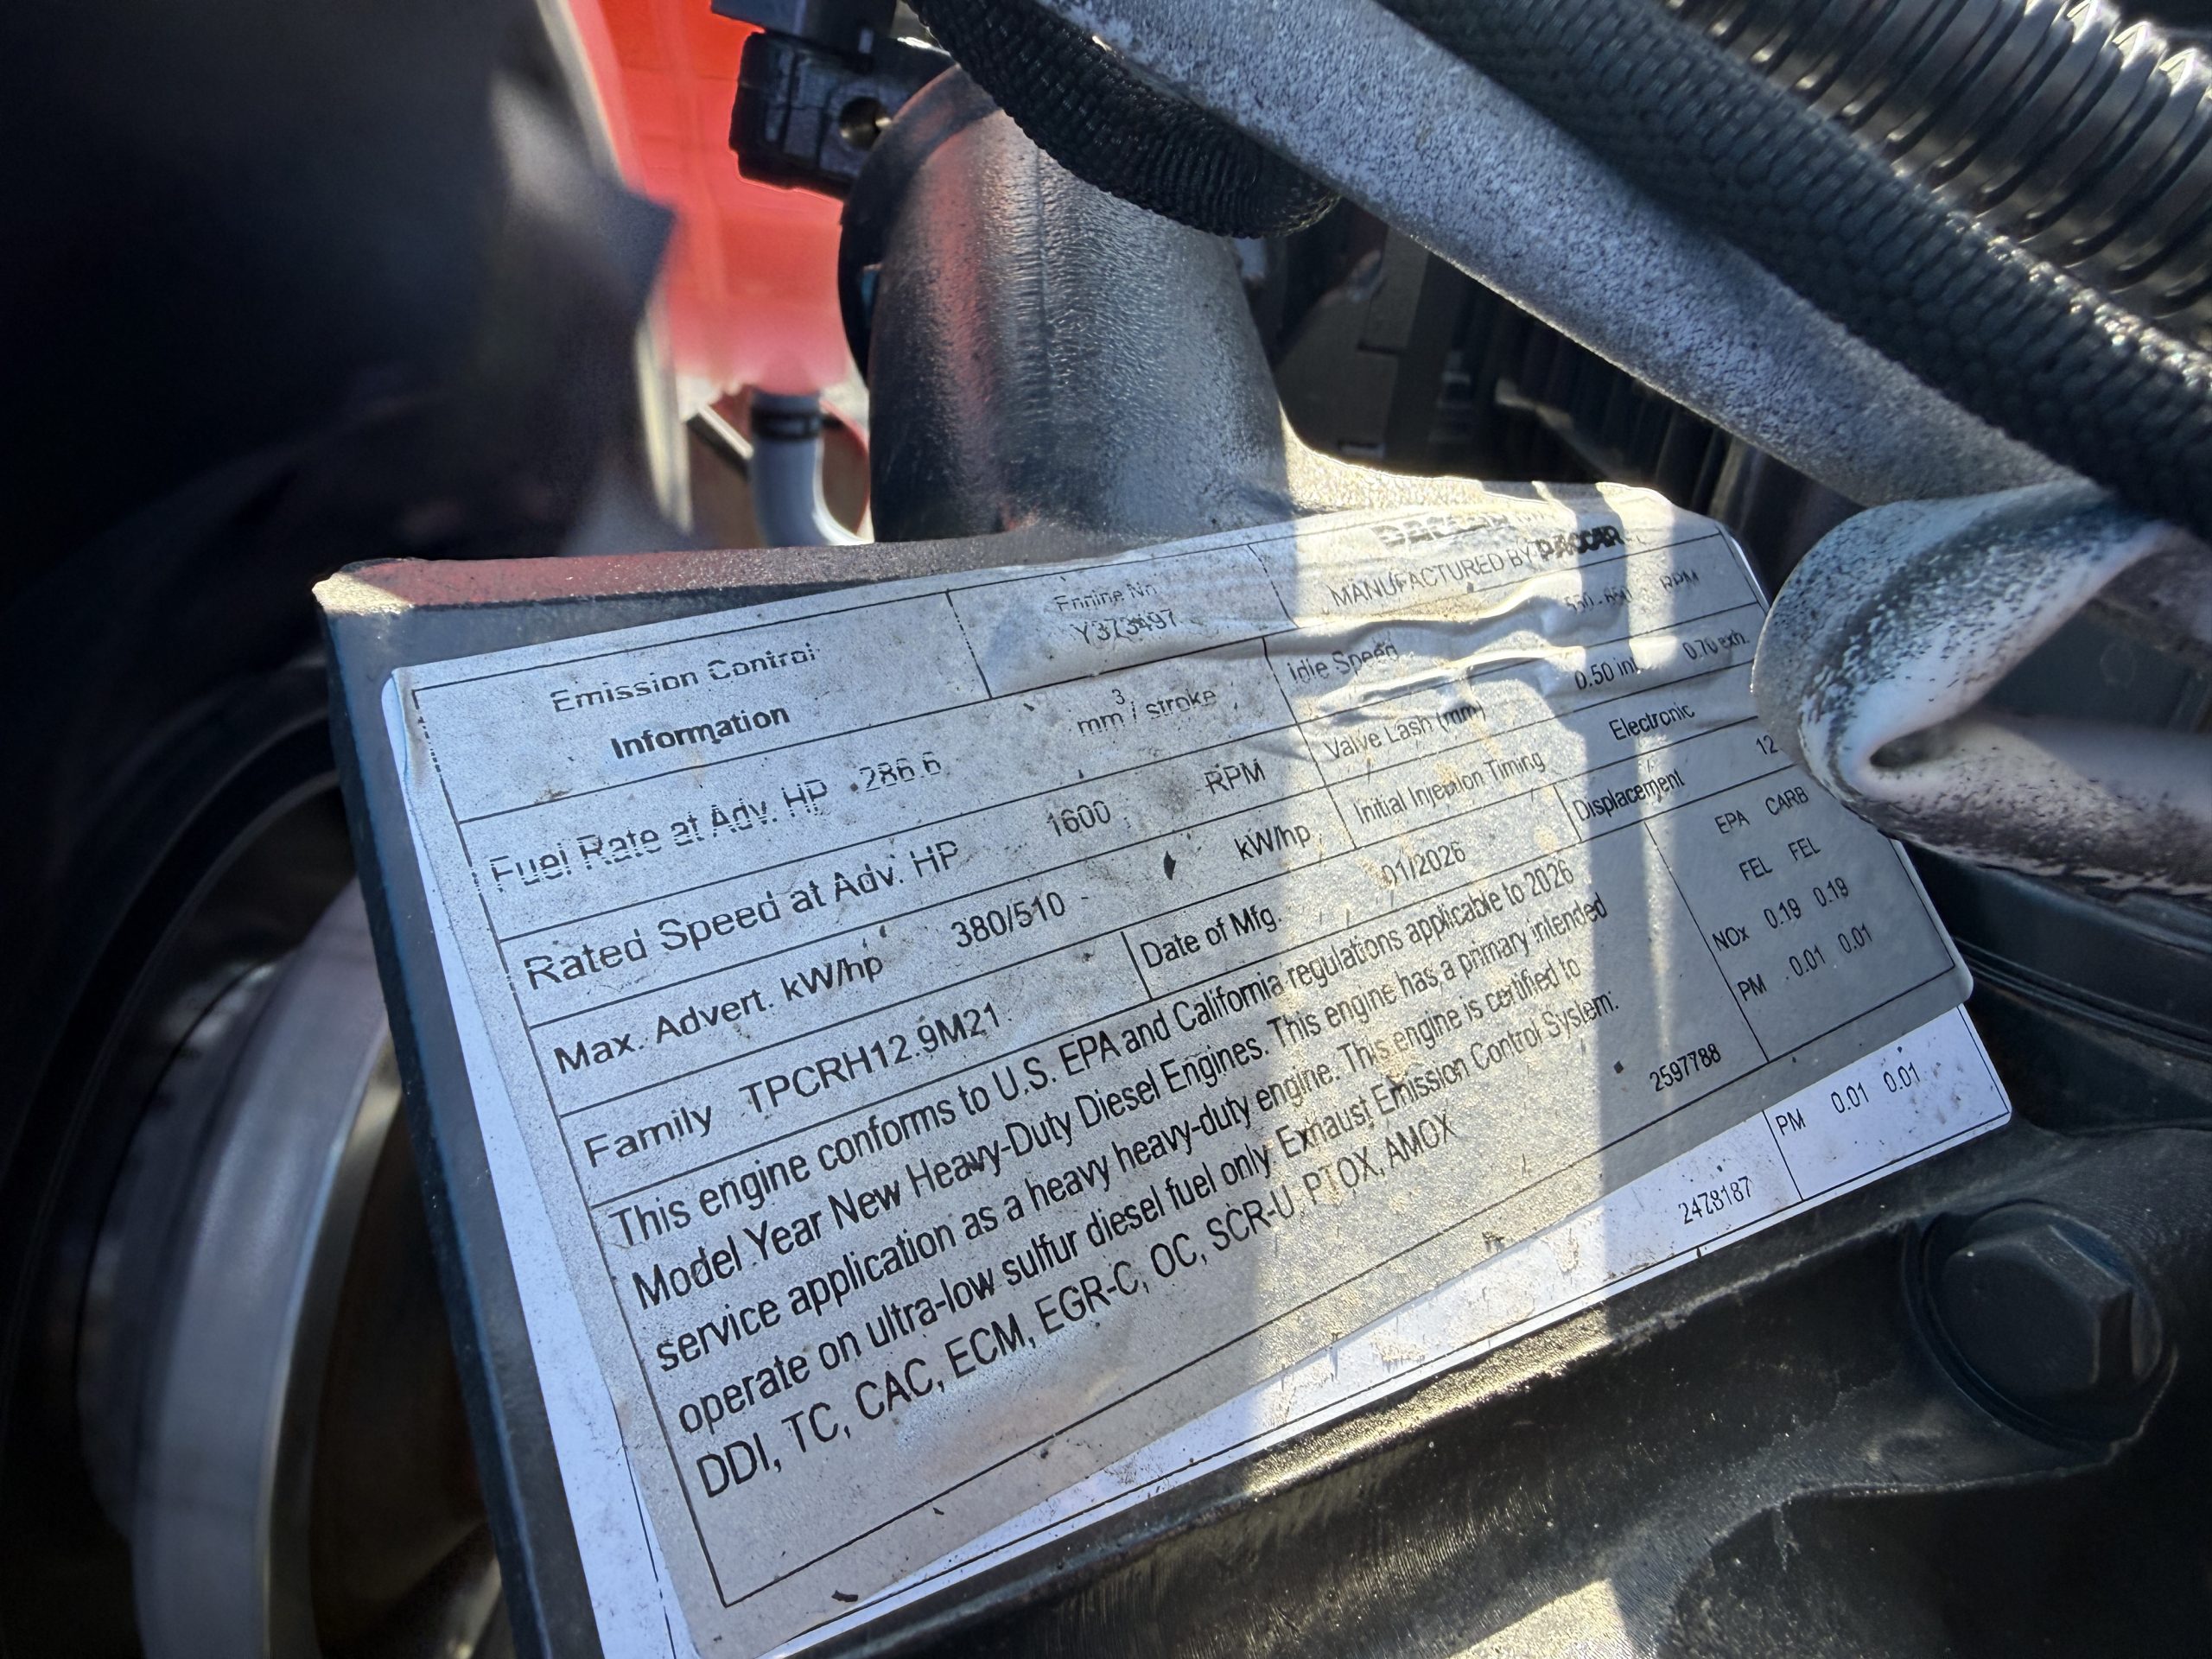 Emission Control
Information
Engine No.
Y373497
MANUFACTURED BY PACCAR
Fuel Rate at Adv. HP 286.6 mm3 / stroke
Idle Speed RPM
Rated Speed at Adv. HP 1600 RPM
Valve Lash (mm) 0.50 int. 0.70 exh.
Max. Advert. kW/hp 380/510 kW/hp
Initial Injection Timing Electronic
Family TPCRH12.9M21
Date of Mfg. 01/2026
Displacement 12
This engine conforms to U.S. EPA and California regulations applicable to 2026
Model Year New Heavy-Duty Diesel Engines. This engine has a primary intended
service application as a heavy heavy-duty engine. This engine is certified to
operate on ultra-low sulfur diesel fuel only. Exhaust Emission Control System:
DDI, TC, CAC, ECM, EGR-C, OC, SCR-U, PTOX, AMOX
2597788
EPA CARB
FEL FEL
NOx 0.19 0.19
PM 0.01 0.01
2478187
PM 0.01 0.01